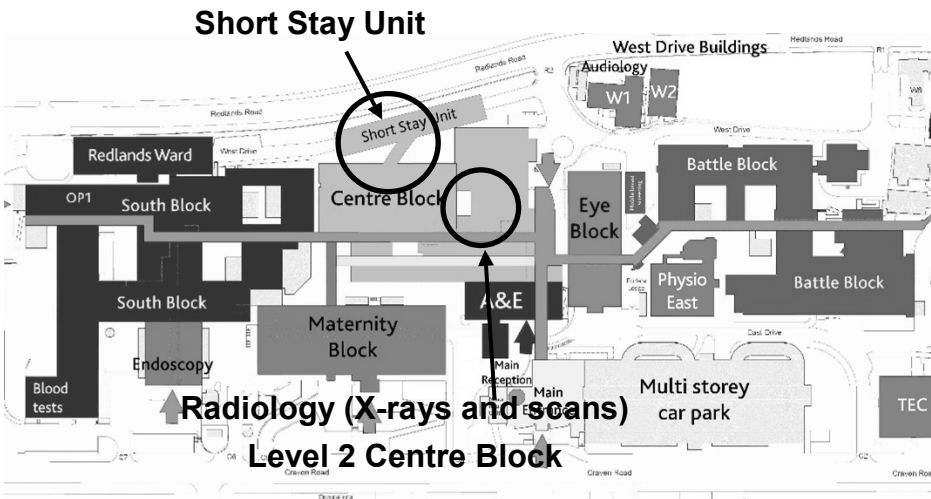 Short Stay Unit
Redlands Road
West Drive Buildings
Redlands Road
R2
R1
Audiology
W1
W2
W8
Redlands Road
Short Stay Unit
West Drive
West Drive
Redlands Ward
Battle Block
OP1
South Block
Centre Block
Eye
Block
South Block
A&E
Physio
East
Battle Block
Maternity
Block
East Drive
Endoscopy
Main
Reception
Blood
tests
Main
Entrance
Multi storey
car park
TEC
Radiology (X-rays and scans)
Level 2 Centre Block
Craven Road
Craven Road
Craven Road